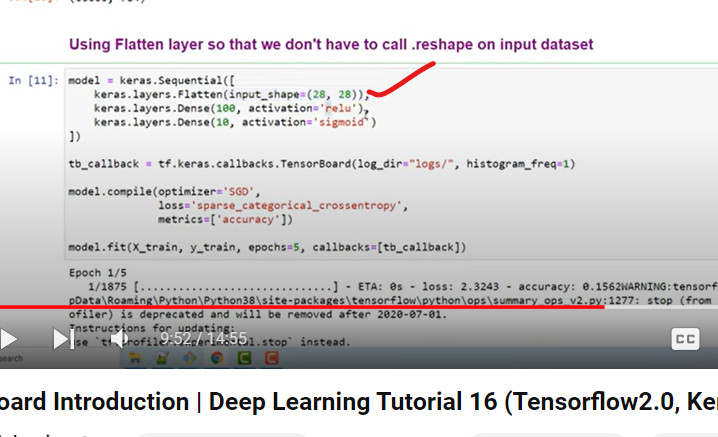 Using Flatten layer so that we don't have to call .reshape on input dataset
In [11]: model = keras.Sequential([
keras.layers.Flatten(input_shape=(28, 28)),
keras.layers.Dense(100, activation='relu'),
keras.layers.Dense(10, activation='sigmoid')
])
tb_callback = tf.keras.callbacks.TensorBoard(log_dir="logs/", histogram_freq=1)
model.compile(optimizer='SGD',
loss='sparse_categorical_crossentropy',
metrics=['accuracy'])
model.fit(X_train, y_train, epochs=5, callbacks=[tb_callback])
Epoch 1/5
1/1875 [..............................] - ETA: 0s - loss: 2.3243 - accuracy: 0.1562WARNING:tensorf
pData\Roaming\Python\Python38\site-packages\tensorflow\python\ops\summary_ops_v2.py:1277: stop (from
ofiler) is deprecated and will be removed after 2020-07-01.
Instructions for updating:
use `tf.profiler.experimental.stop` instead.
9:52 / 14:55
CC
search
oard Introduction | Deep Learning Tutorial 16 (Tensorflow2.0, Ke